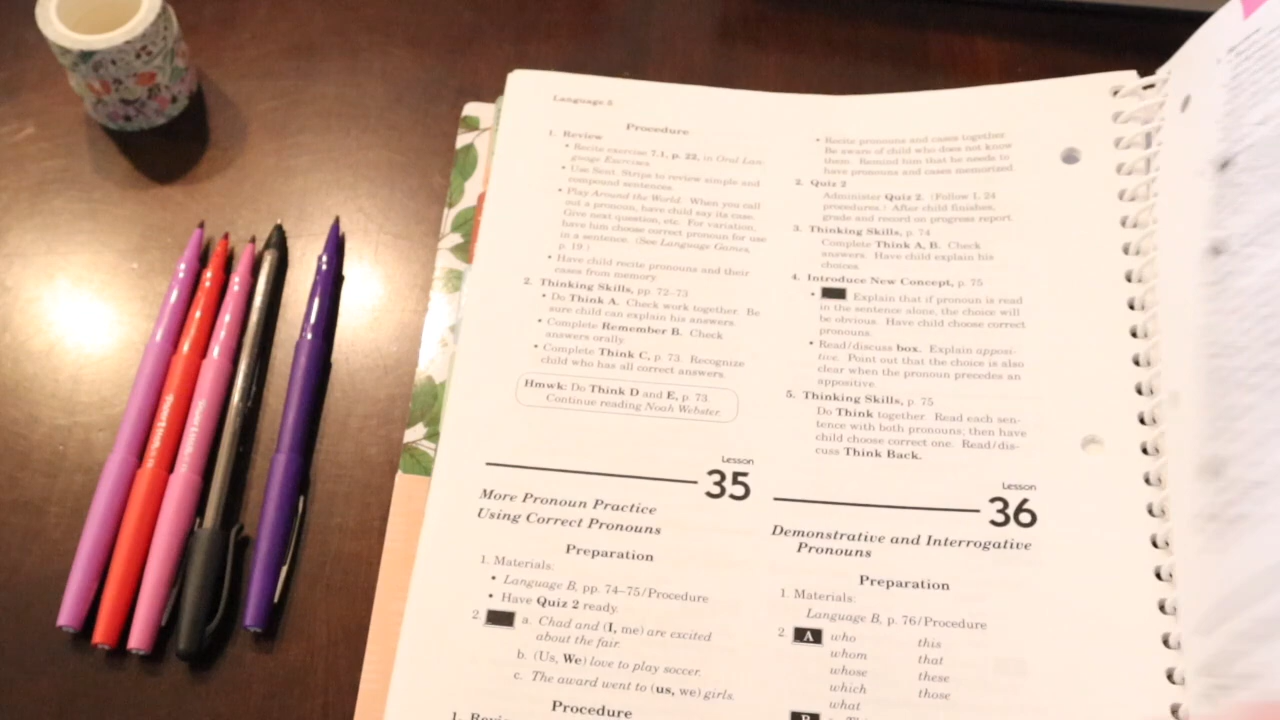 Language 5
Procedure
1. Review
• Recite exercise 7.1, p. 22, in Oral Lan-
guage Exercises.
• Use Sent. Strips to review simple and
compound sentences.
• Play Around the World. When you call
out a pronoun, have child say its case.
Give next question, etc. For variation,
have him choose correct pronoun for use
in a sentence. (See Language Games,
p. 19.)
• Have child recite pronouns and their
cases from memory.
2. Thinking Skills, pp. 72–73
• Do Think A. Check work together. Be
sure child can explain his answers.
• Complete Remember B. Check
answers orally.
• Complete Think C, p. 73. Recognize
child who has all correct answers.
Hmwk: Do Think D and E, p. 73.
Continue reading Noah Webster.
Lesson
35
More Pronoun Practice
Using Correct Pronouns
Preparation
1. Materials:
• Language B, pp. 74–75/Procedure
• Have Quiz 2 ready.
2. a. Chad and (I, me) are excited
about the fair.
b. (Us, We) love to play soccer.
c. The award went to (us, we) girls.
Procedure
• Recite pronouns and cases together.
Be aware of child who does not know
them. Remind him that he needs to
have pronouns and cases memorized.
2. Quiz 2
Administer Quiz 2. (Follow L. 24
procedures.) After child finishes,
grade and record on progress report.
3. Thinking Skills, p. 74
Complete Think A, B. Check
answers. Have child explain his
choices.
4. Introduce New Concept, p. 75
• Explain that if pronoun is read
in the sentence alone, the choice will
be obvious. Have child choose correct
pronouns.
• Read/discuss box. Explain apposi-
tive. Point out that the choice is also
clear when the pronoun precedes an
appositive.
5. Thinking Skills, p. 75
Do Think together. Read each sen-
tence with both pronouns; then have
child choose correct one. Read/dis-
cuss Think Back.
Lesson
36
Demonstrative and Interrogative
Pronouns
Preparation
1. Materials:
Language B, p. 76/Procedure
2. A who this
whom that
whose these
which those
what
B